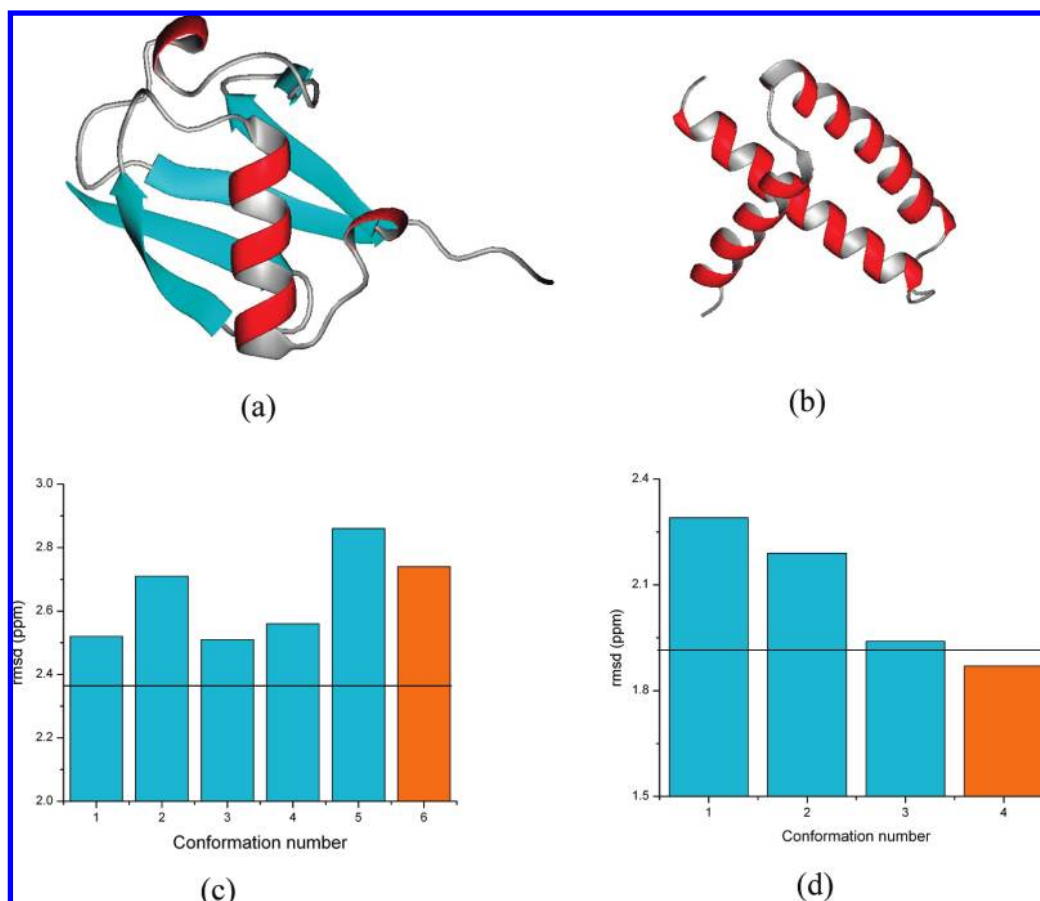 (a)
(b)
3.0
2.8
2.6
2.4
2.2
2.0
rmsd (ppm)
1 2 3 4 5 6
Conformation number
(c)
2.4
2.1
1.8
1.5
rmsd (ppm)
1 2 3 4
Conformation number
(d)